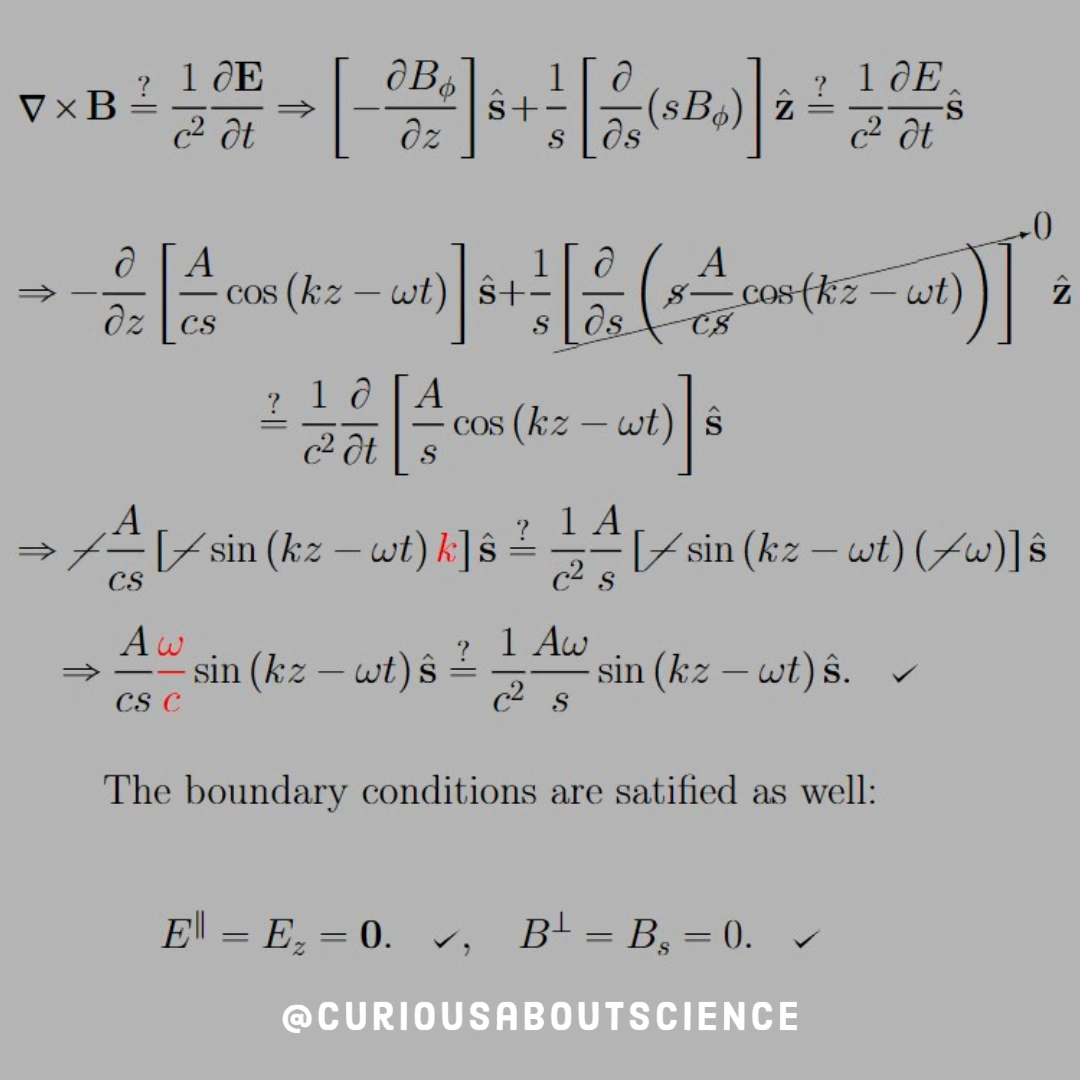 ∇ × B ≟ 1/c² ∂E/∂t ⇒ [−∂B_ϕ/∂z] ŝ + 1/s [∂/∂s (sB_ϕ)] ẑ ≟ 1/c² ∂E/∂t ŝ
⇒ −∂/∂z [A/cs cos (kz − ωt)] ŝ + 1/s [∂/∂s (s A/cs cos (kz − ωt))] 0 ẑ
≟ 1/c² ∂/∂t [A/s cos (kz − ωt)] ŝ
⇒ −A/cs [− sin (kz − ωt) k] ŝ ≟ 1/c² A/s [− sin (kz − ωt) (−ω)] ŝ
⇒ A/cs ω/c sin (kz − ωt) ŝ ≟ 1/c² Aω/s sin (kz − ωt) ŝ. ✓
The boundary conditions are satified as well:
E^∥ = E_z = 0. ✓, B^⊥ = B_s = 0. ✓
@CURIOUSABOUTSCIENCE